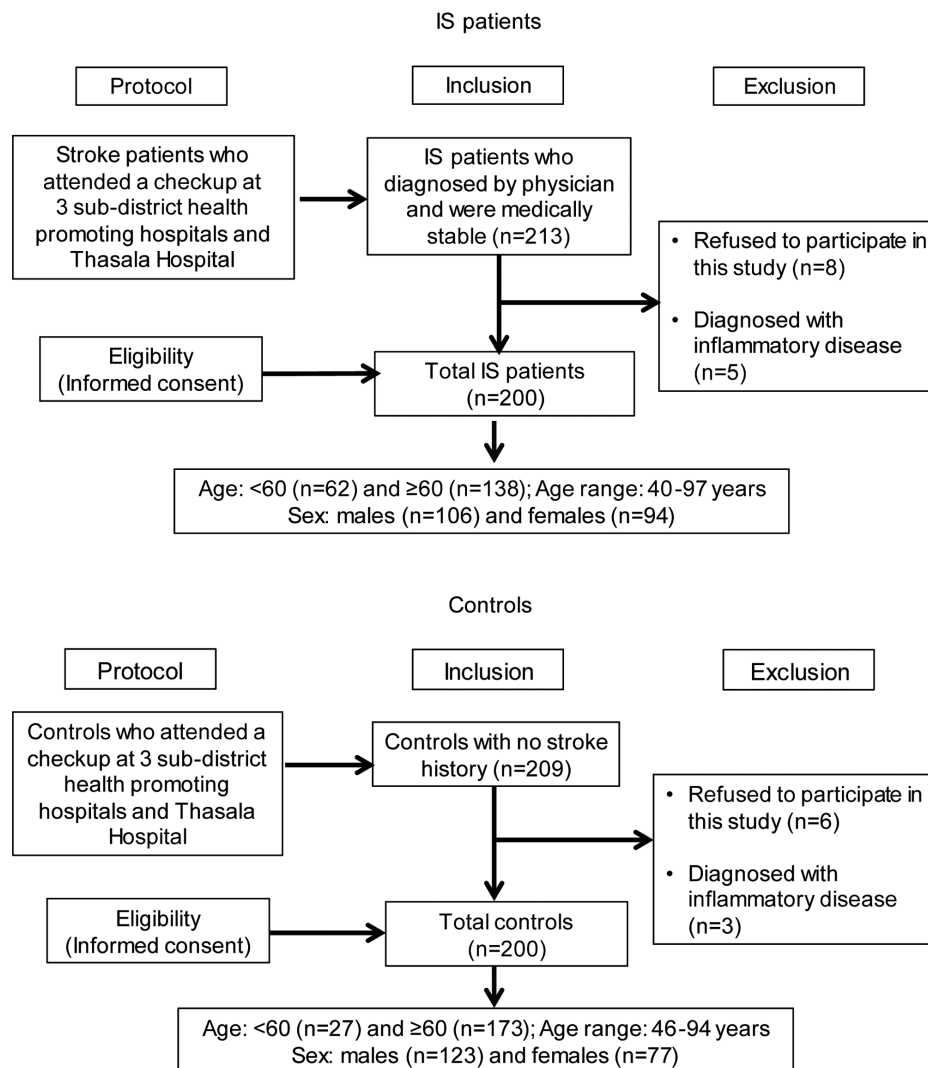 IS patients
Protocol
Inclusion
Exclusion
Stroke patients who
attended a checkup at
3 sub-district health
promoting hospitals and
Thasala Hospital
IS patients who
diagnosed by physician
and were medically
stable (n=213)
• Refused to participate in
this study (n=8)
• Diagnosed with
inflammatory disease
(n=5)
Eligibility
(Informed consent)
Total IS patients
(n=200)
Age: <60 (n=62) and ≥60 (n=138); Age range: 40-97 years
Sex: males (n=106) and females (n=94)
Controls
Protocol
Inclusion
Exclusion
Controls who attended a
checkup at 3 sub-district
health promoting
hospitals and Thasala
Hospital
Controls with no stroke
history (n=209)
• Refused to participate in
this study (n=6)
• Diagnosed with
inflammatory disease
(n=3)
Eligibility
(Informed consent)
Total controls
(n=200)
Age: <60 (n=27) and ≥60 (n=173); Age range: 46-94 years
Sex: males (n=123) and females (n=77)